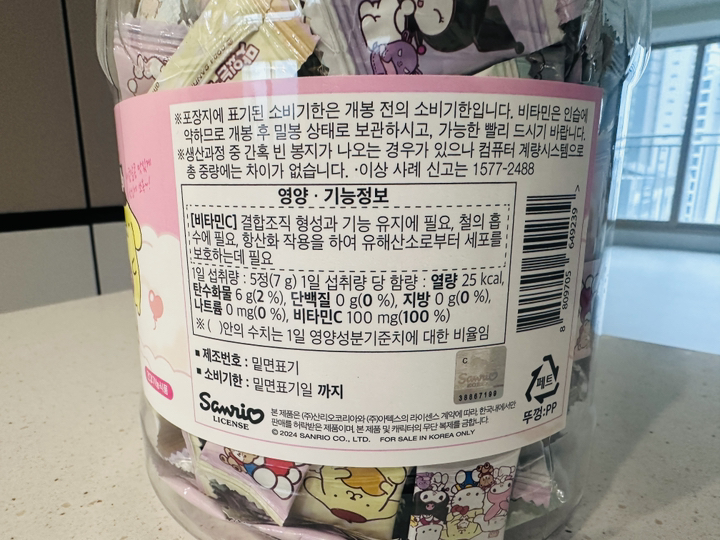 ※포장지에 표기된 소비기한은 개봉 전의 소비기한입니다. 비타민은 인습에
약하므로 개봉 후 밀봉 상태로 보관하시고, 가능한 빨리 드시기 바랍니다.
※생산과정 중 간혹 빈 봉지가 나오는 경우가 있으나 컴퓨터 계량시스템으로
총 중량에는 차이가 없습니다. ·이상 사례 신고는 1577-2488
영양 · 기능정보
[비타민C] 결합조직 형성과 기능 유지에 필요, 철의 흡
수에 필요, 항산화 작용을 하여 유해산소로부터 세포를
보호하는데 필요
1일 섭취량 : 5정(7 g) 1일 섭취량 당 함량 : 열량 25 kcal,
탄수화물 6 g(2 %), 단백질 0 g(0 %), 지방 0 g(0 %),
나트륨 0 mg(0 %), 비타민C 100 mg(100 %)
※ ( )안의 수치는 1일 영양성분기준치에 대한 비율임
■ 제조번호 : 밑면표기
■ 소비기한 : 밑면표기일 까지
Sanrio
LICENSE
본 제품은 (주)산리오코리아와 (주)아텍스의 라이센스 계약에 따라, 한국내에서만
판매를 허락받은 제품이며, 본 제품 및 캐릭터의 무단 복제를 금합니다.
© 2024 SANRIO CO., LTD. FOR SALE IN KOREA ONLY
Sanrio
38867199
페트
뚜껑:PP
8 809705 649239 >